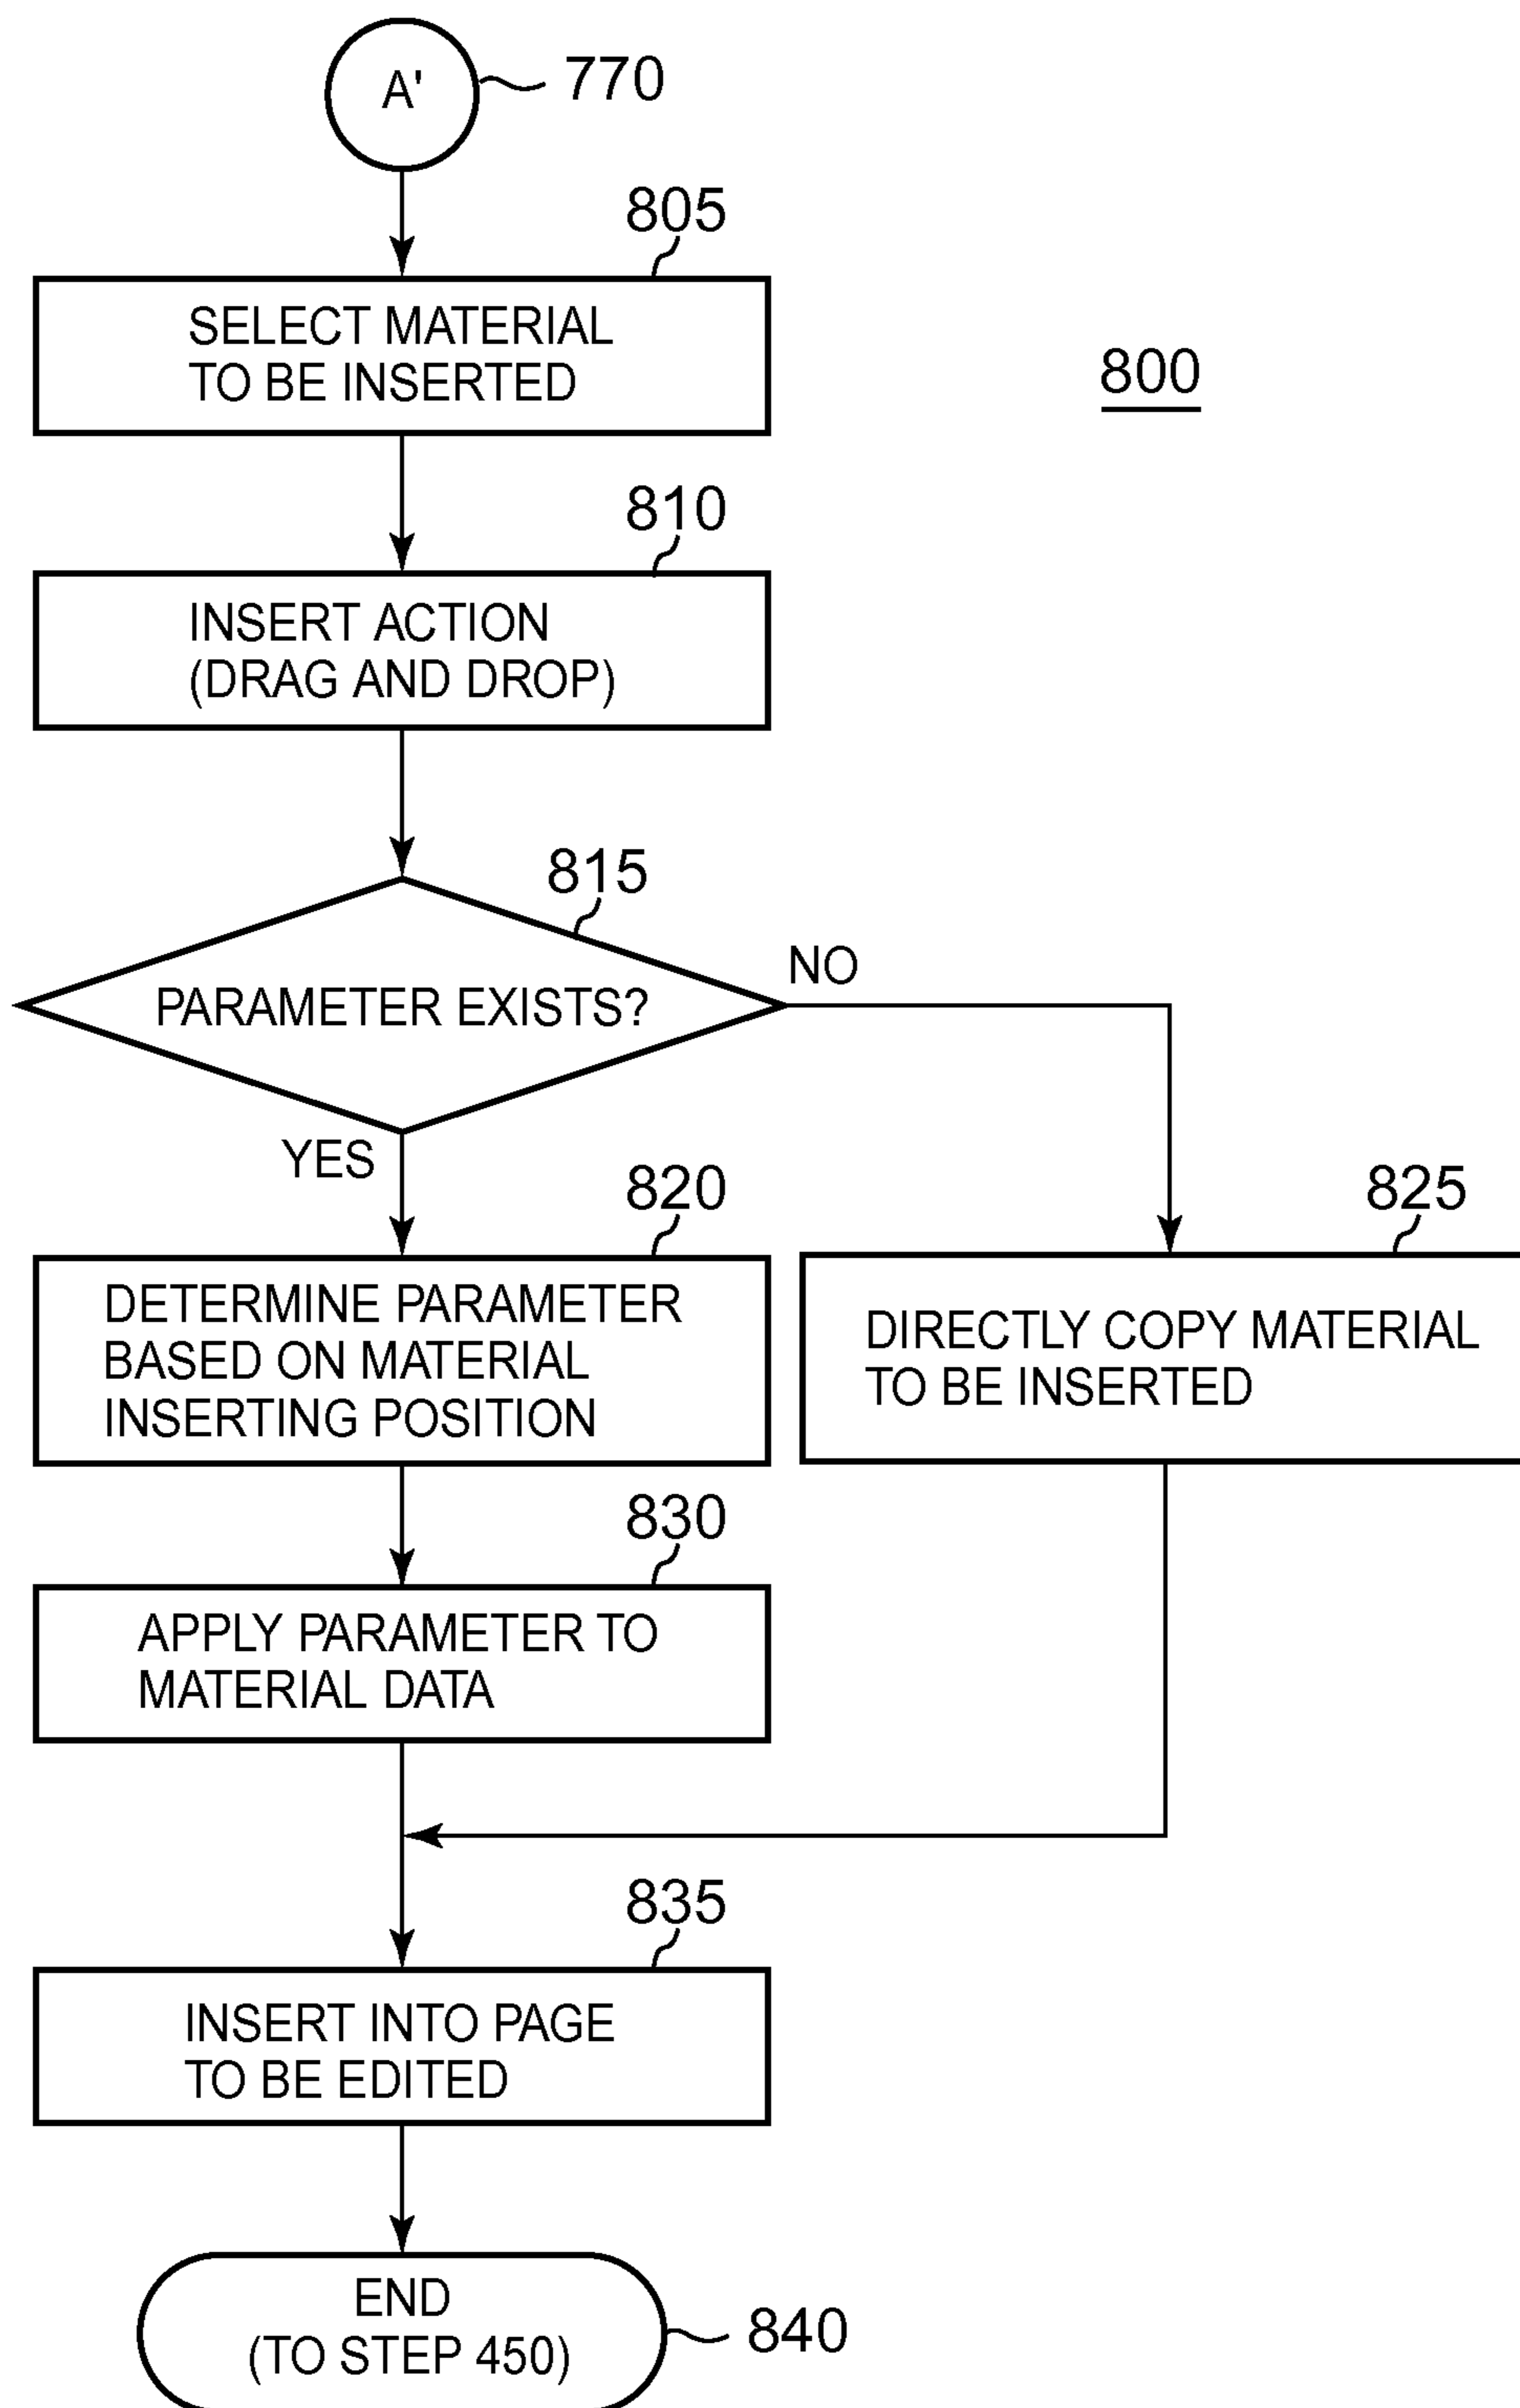 A'
770
805
SELECT MATERIAL
TO BE INSERTED
800
810
INSERT ACTION
(DRAG AND DROP)
815
PARAMETER EXISTS?
NO
YES
820
825
DETERMINE PARAMETER
BASED ON MATERIAL
INSERTING POSITION
DIRECTLY COPY MATERIAL
TO BE INSERTED
830
APPLY PARAMETER TO
MATERIAL DATA
835
INSERT INTO PAGE
TO BE EDITED
END
(TO STEP 450)
840